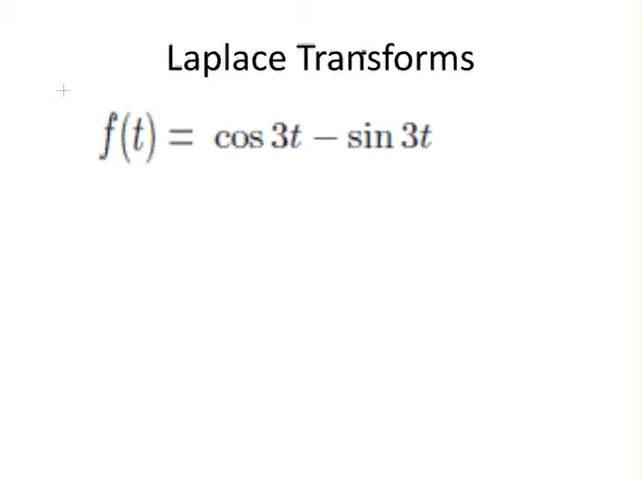 Laplace Transforms
f(t) = cos 3t − sin 3t